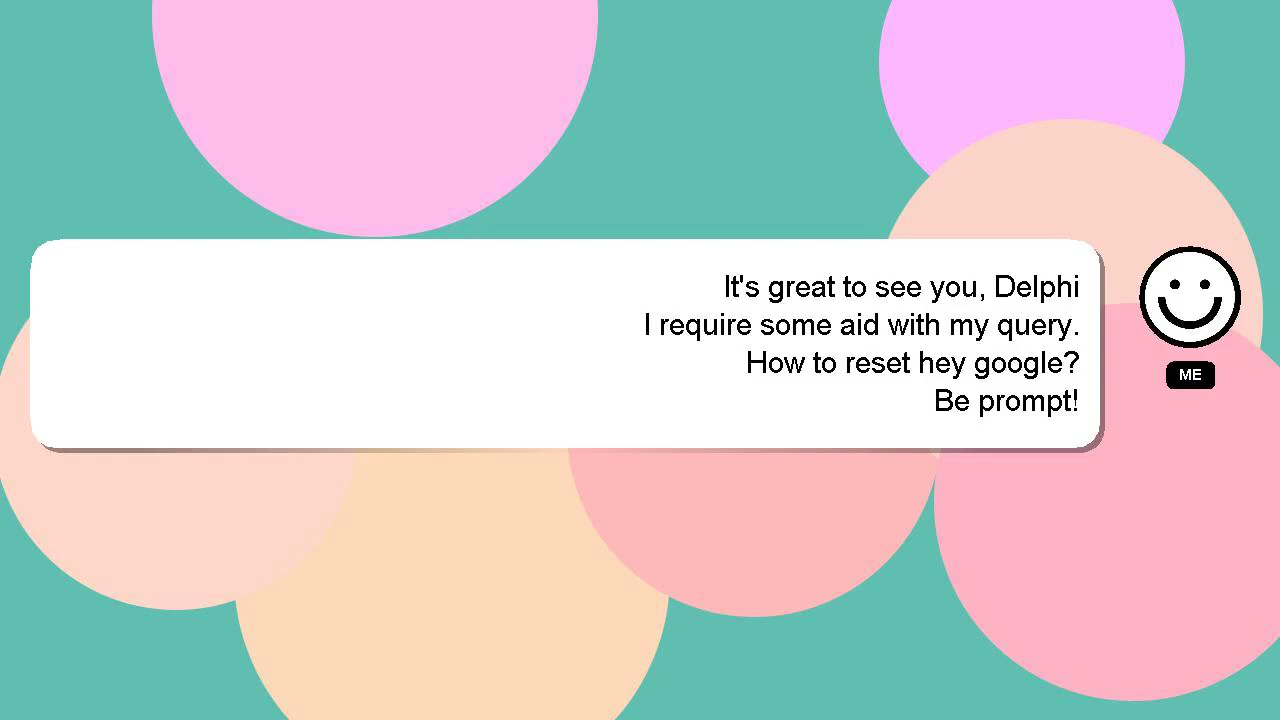 It's great to see you, Delphi
I require some aid with my query.
How to reset hey google?
Be prompt!
ME